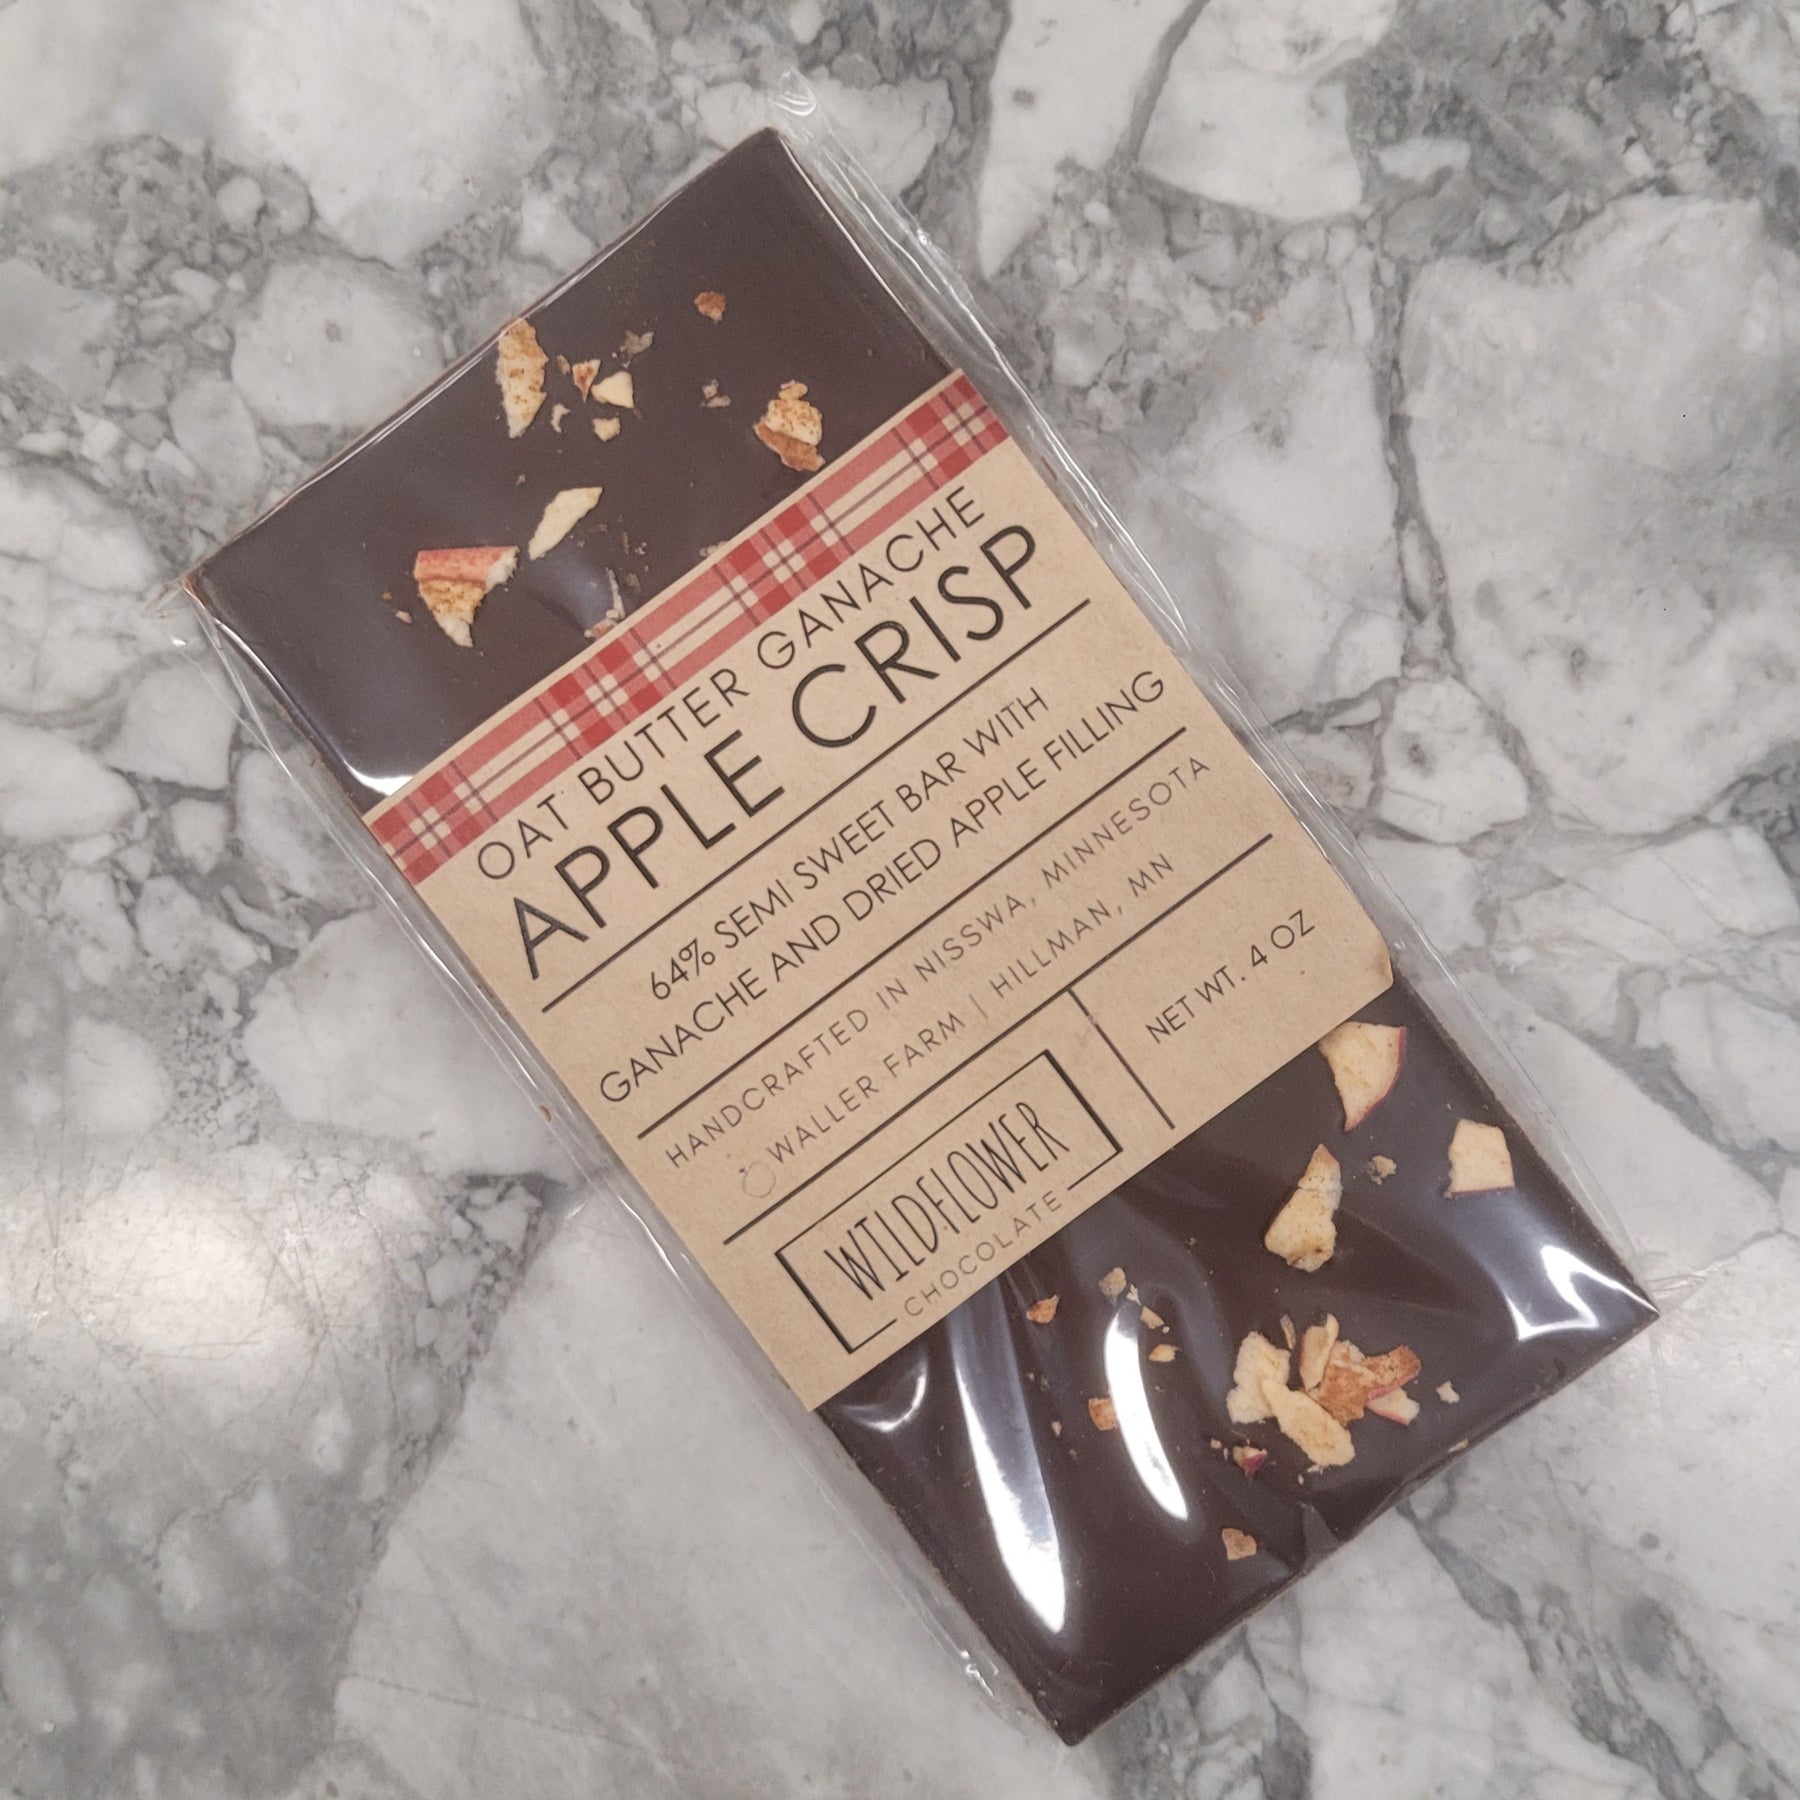 OAT BUTTER GANACHE
APPLE CRISP
64% SEMI SWEET BAR WITH
GANACHE AND DRIED APPLE FILLING
HANDCRAFTED IN NISSWA, MINNESOTA
WALLER FARM | HILLMAN, MN
NET WT. 4 OZ
WILDFLOWER
CHOCOLATE